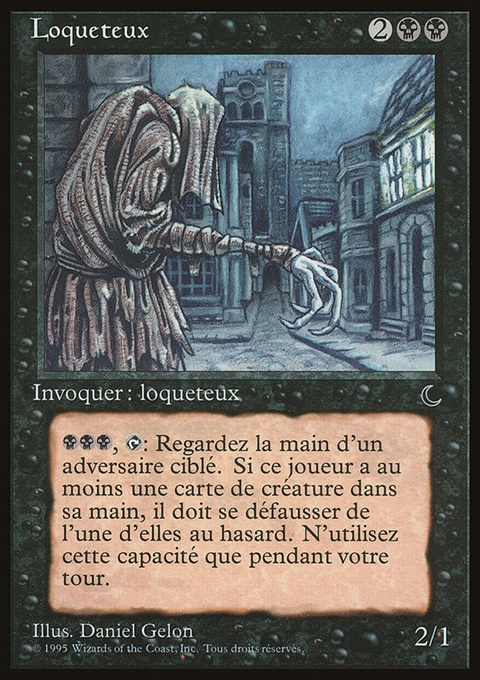 Loqueteux 2
Invoquer : loqueteux
, : Regardez la main d'un
adversaire ciblé. Si ce joueur a au
moins une carte de créature dans
sa main, il doit se défausser de
l'une d'elles au hasard. N'utilisez
cette capacité que pendant votre
tour.
Illus. Daniel Gelon
© 1995 Wizards of the Coast, Inc. Tous droits réservés.
2/1